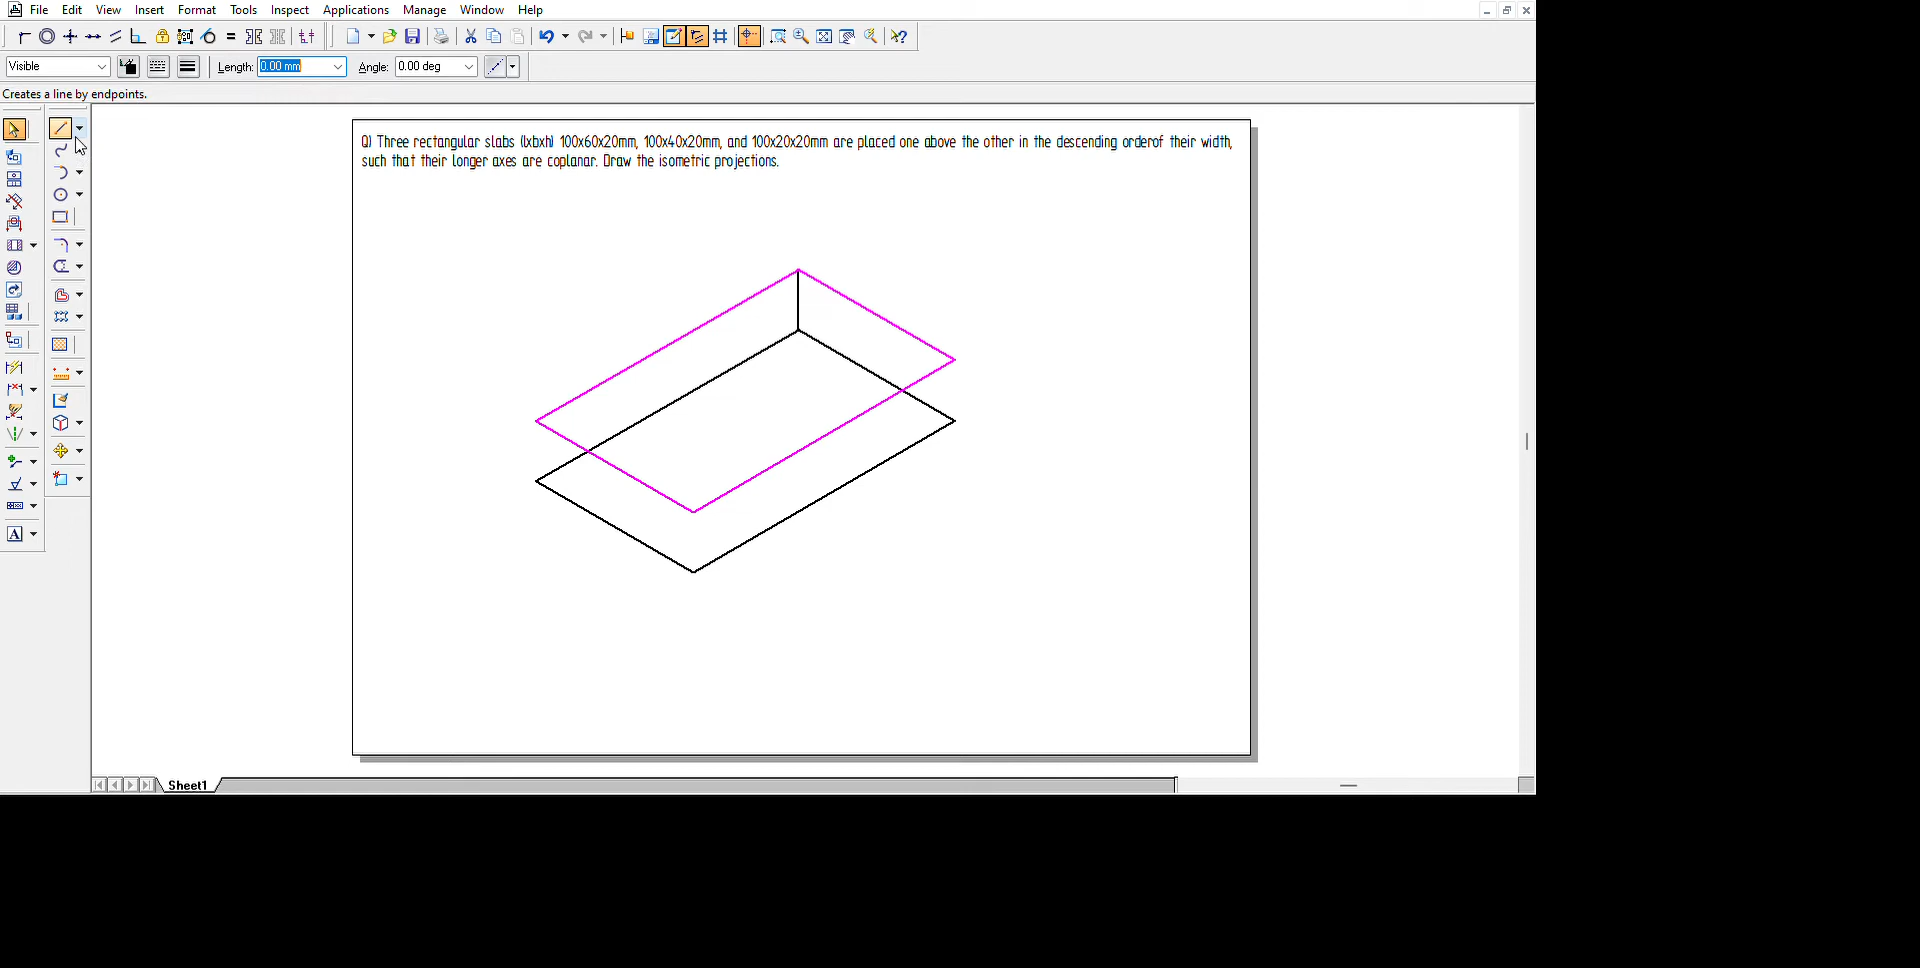 File Edit View Insert Format Tools Inspect Applications Manage Window Help
Visible Length: 0.00 mm Angle: 0.00 deg
Creates a line by endpoints.
Q) Three rectangular slabs (lxbxh) 100x60x20mm, 100x40x20mm, and 100x20x20mm are placed one above the other in the descending orderof their width,
such that their longer axes are coplanar. Draw the isometric projections.
A
Sheet1